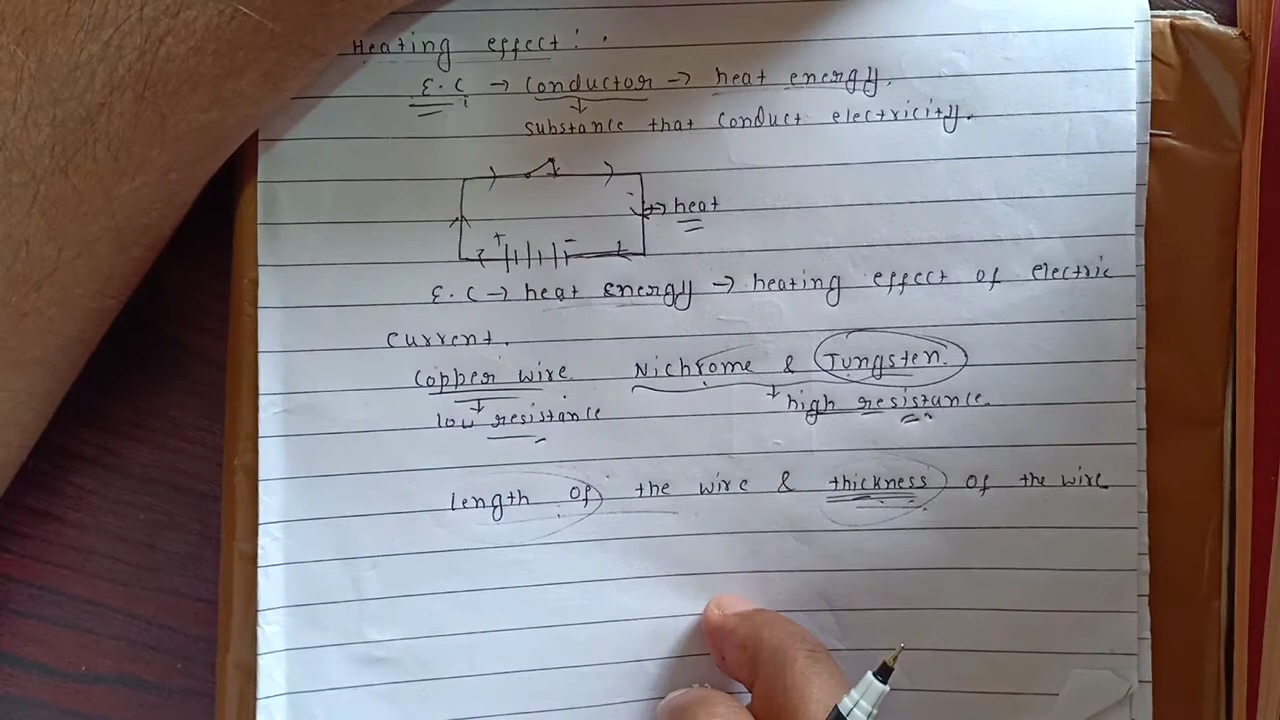 Heating effect:
E.C → Conductor → heat energy.
↓
substance that conduct electricity.
→ heat
+ -
E.C → heat energy → heating effect of electric
current.
Copper wire Nichrome & Tungsten.
↓ low resistance ↓ high resistance.
length of the wire & thickness of the wire